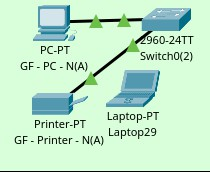 PC-PT
GF - PC - N(A)
2960-24TT
Switch0(2)
Printer-PT
GF - Printer - N(A)
Laptop-PT
Laptop29